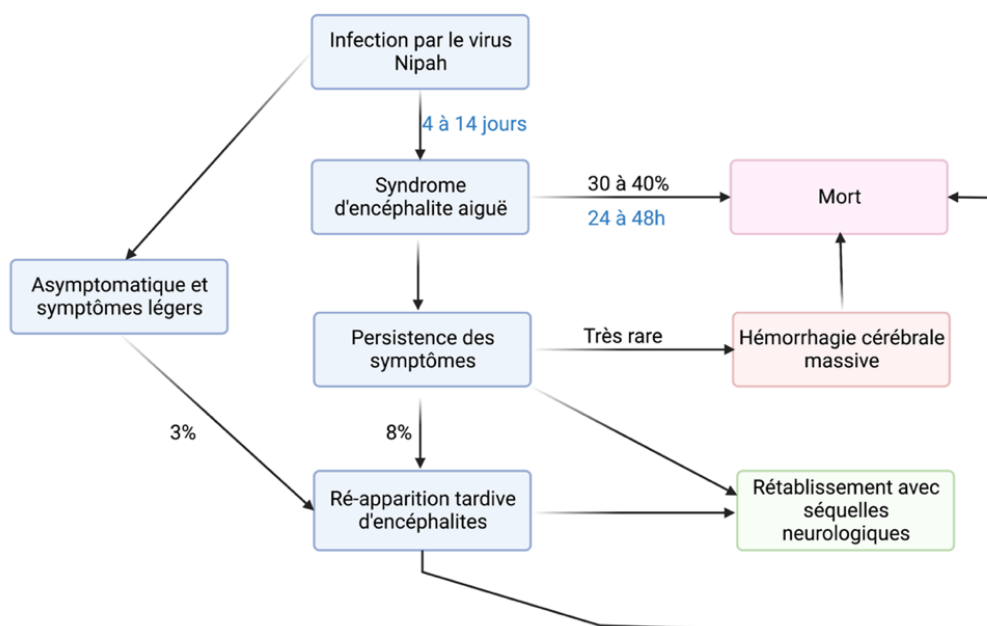 Infection par le virus
Nipah
4 à 14 jours
Syndrome
d'encéphalite aiguë
30 à 40%
24 à 48h
Mort
Asymptomatique et
symptômes légers
Persistence des
symptômes
Très rare
Hémorrhagie cérébrale
massive
3%
8%
Ré-apparition tardive
d'encéphalites
Rétablissement avec
séquelles
neurologiques